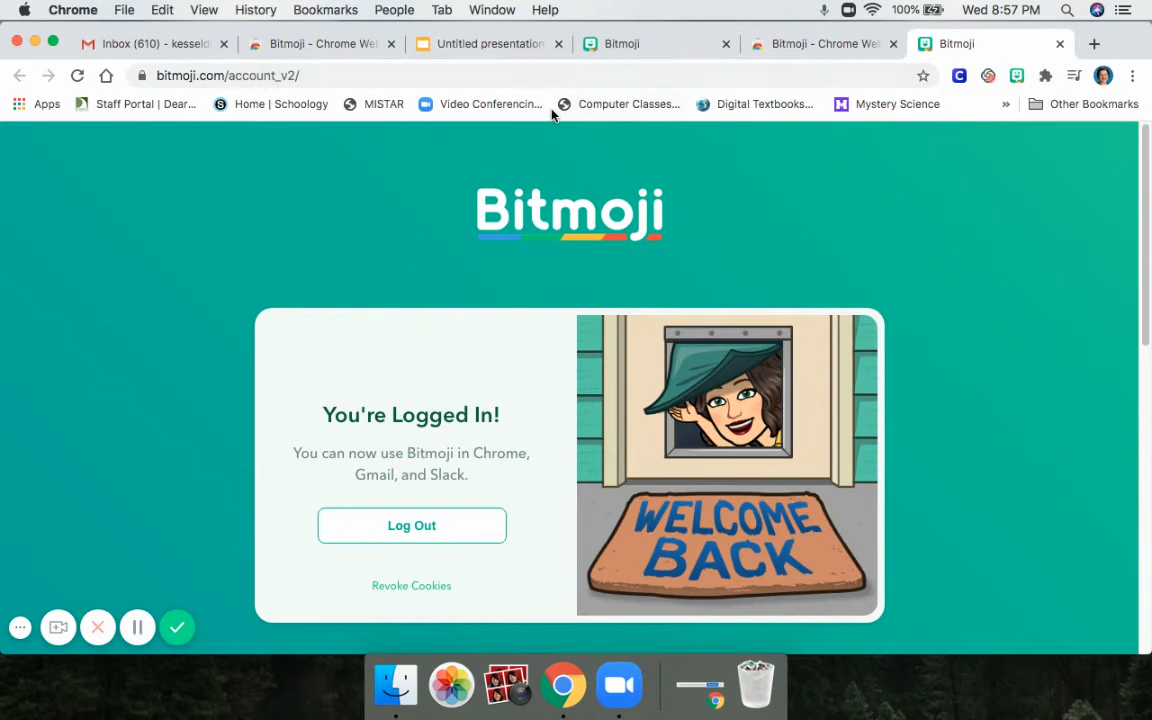 Chrome File Edit View History Bookmarks People Tab Window Help 100% Wed 8:57 PM
Inbox (610) - kesseld Bitmoji - Chrome We Untitled presentation Bitmoji Bitmoji - Chrome We Bitmoji
bitmoji.com/account_v2/
Apps Staff Portal | Dear... Home | Schoology MISTAR Video Conferencin... Computer Classes... Digital Textbooks... Mystery Science » Other Bookmarks
Bitmoji
You're Logged In!
You can now use Bitmoji in Chrome,
Gmail, and Slack.
Log Out
Revoke Cookies
WELCOME
BACK